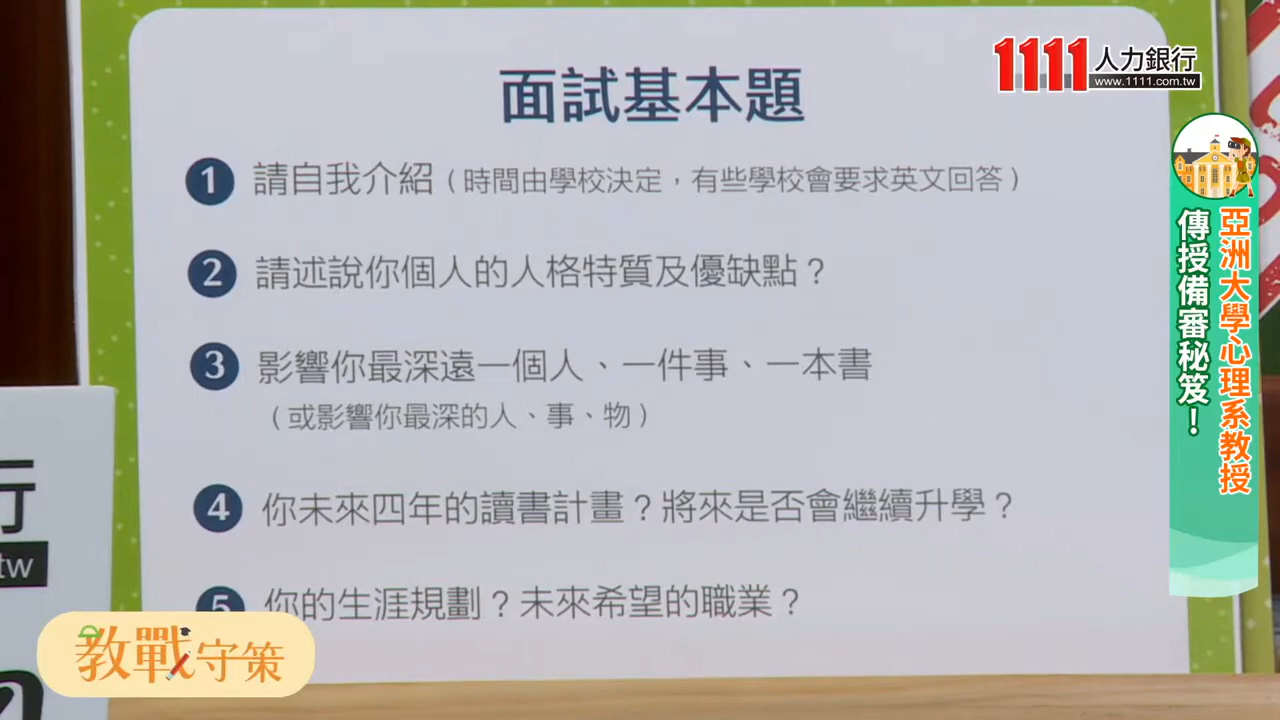 面試基本題
1 請自我介紹（時間由學校決定，有些學校會要求英文回答）
2 請述說你個人的人格特質及優缺點？
3 影響你最深遠一個人、一件事、一本書
（或影響你最深的人、事、物）
4 你未來四年的讀書計畫？將來是否會繼續升學？
5 你的生涯規劃？未來希望的職業？
1111 人力銀行
www.1111.com.tw
亞洲大學心理系教授
傳授備審秘笈！
行
tw
教戰守策